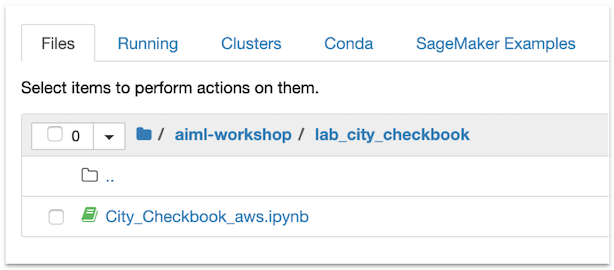 Files Running Clusters Conda SageMaker Examples
Select items to perform actions on them.
0 / aiml-workshop / lab_city_checkbook
..
City_Checkbook_aws.ipynb